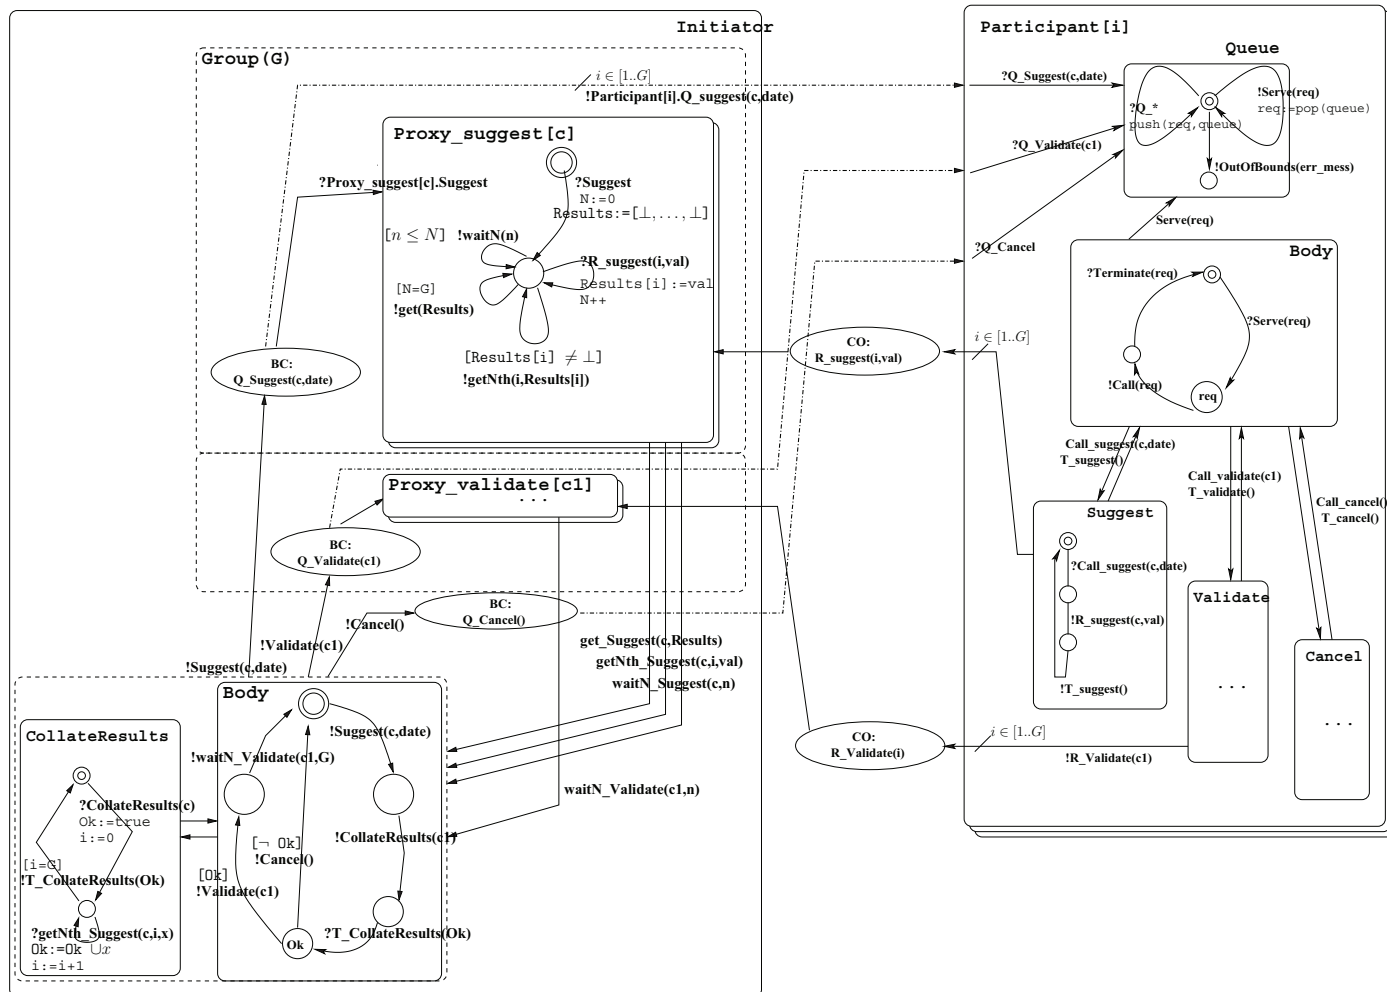 Initiator
Group(G)
i ∈ [1..G]
!Participant[i].Q_suggest(c,date)
Proxy_suggest[c]
?Proxy_suggest[c].Suggest
?Suggest
N:=0
Results:=[⊥,...,⊥]
[n ≤ N]
!waitN(n)
?R_suggest(i,val)
Results[i]:=val
N++
[N=G]
!get(Results)
[Results[i] ≠ ⊥]
!getNth(i,Results[i])
BC:
Q_Suggest(c,date)
CO:
R_suggest(i,val)
Proxy_validate[c1]
...
BC:
Q_Validate(c1)
BC:
Q_Cancel()
!Cancel()
!Validate(c1)
!Suggest(c,date)
get_Suggest(c,Results)
getNth_Suggest(c,i,val)
waitN_Suggest(c,n)
waitN_Validate(c1,n)
Body
!Suggest(c,date)
!waitN_Validate(c1,G)
!CollateResults(c1)
[¬ Ok]
!Cancel()
[Ok]
!Validate(c1)
?T_CollateResults(Ok)
Ok
CollateResults
?CollateResults(c)
Ok:=true
i:=0
[i=G]
!T_CollateResults(Ok)
?getNth_Suggest(c,i,x)
Ok:=Ok ∪x
i:=i+1
Participant[i]
Queue
?Q_Suggest(c,date)
!Serve(req)
req:=pop(queue)
?Q_*
push(req,queue)
?Q_Validate(c1)
!OutOfBounds(err_mess)
Serve(req)
?Q_Cancel
Body
?Terminate(req)
?Serve(req)
!Call(req)
req
i ∈ [1..G]
Call_suggest(c,date)
T_suggest()
Call_validate(c1)
T_validate()
Call_cancel()
T_cancel()
Suggest
?Call_suggest(c,date)
!R_suggest(c,val)
!T_suggest()
Validate
...
Cancel
...
CO:
R_Validate(i)
i ∈ [1..G]
!R_Validate(c1)